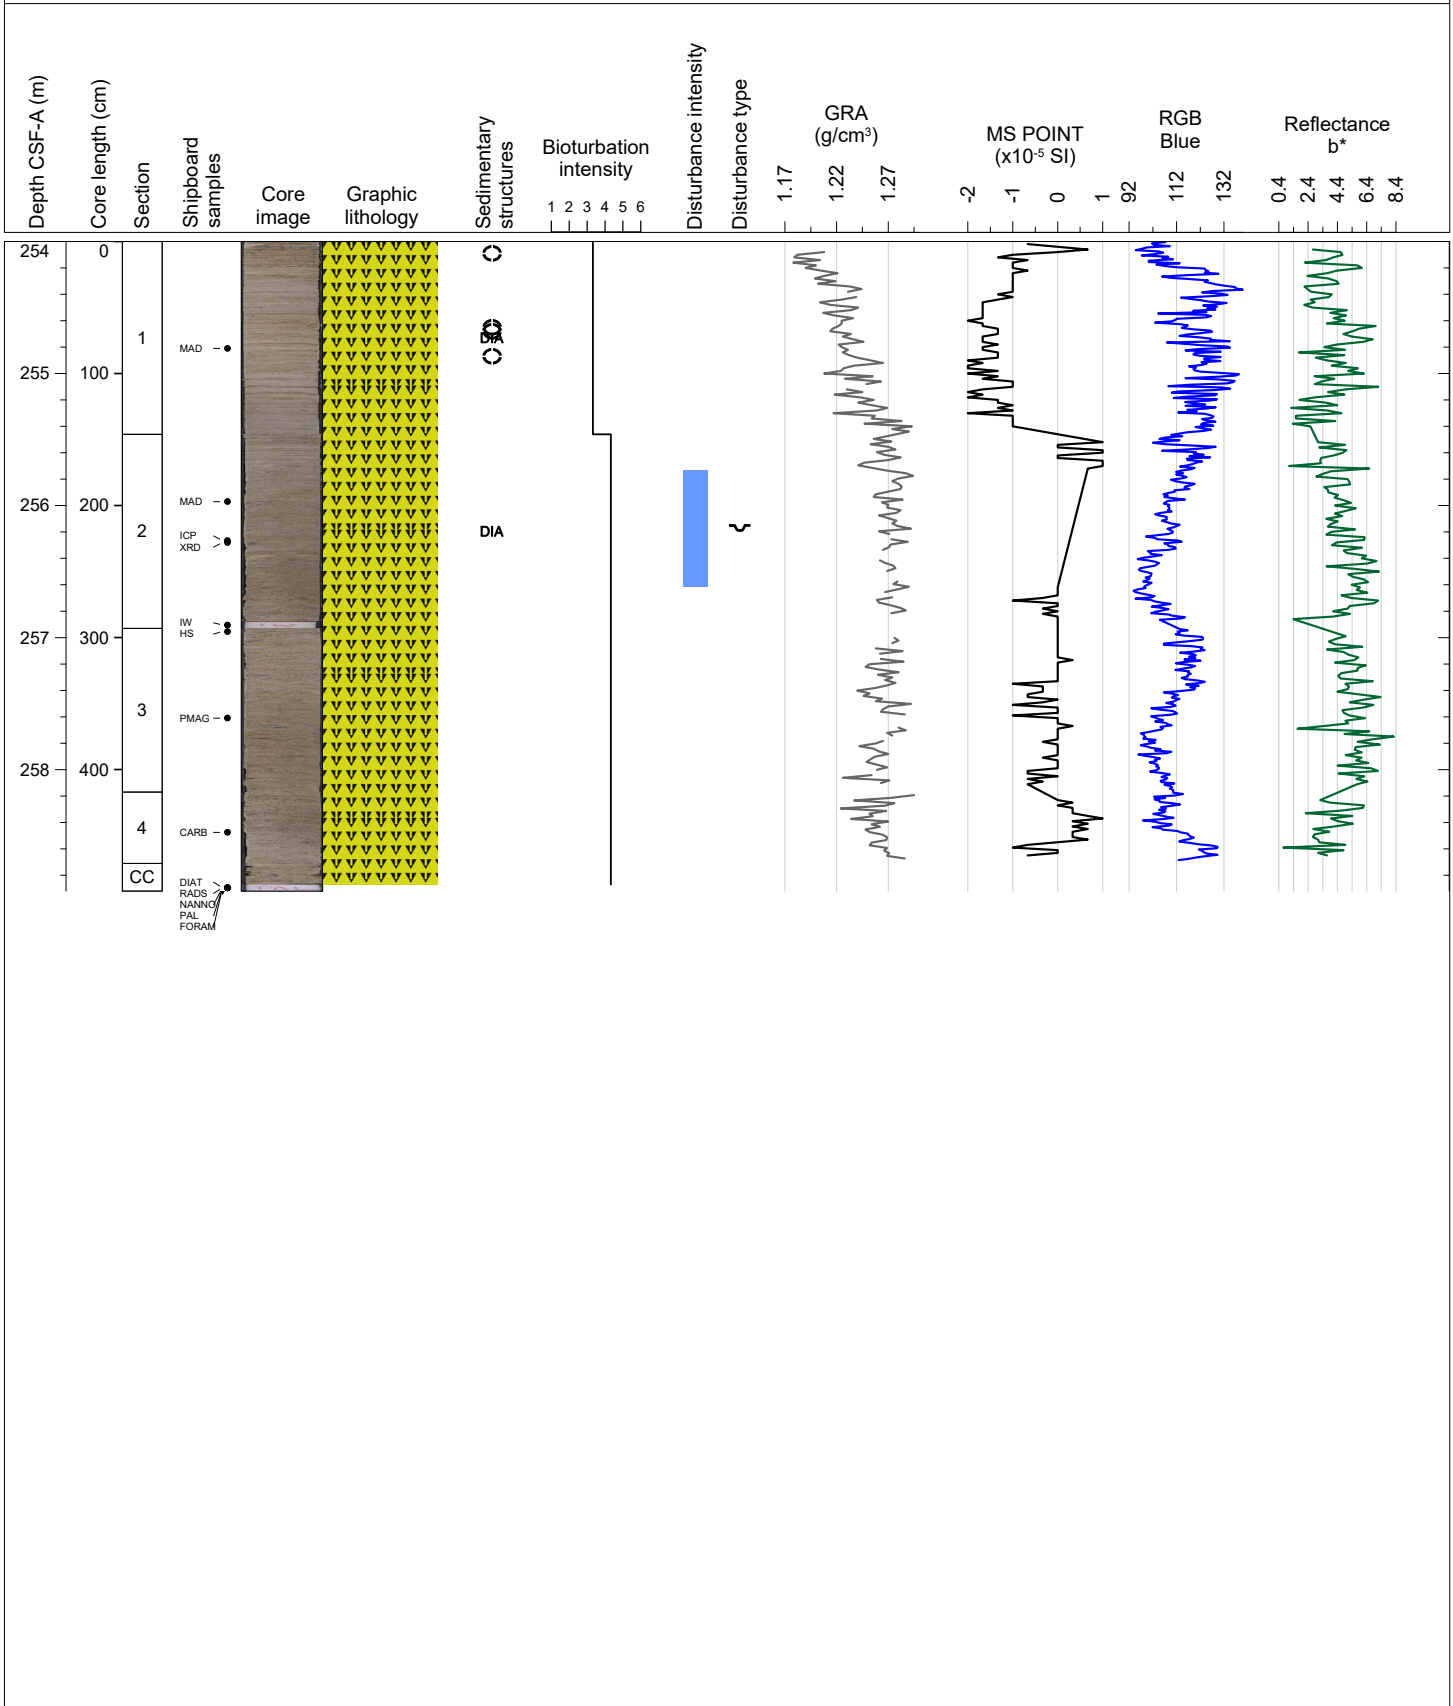 Depth CSF-A (m)
Core length (cm)
Section
Shipboard
samples
Core
image
Graphic
lithology
Sedimentary
structures
Bioturbation
intensity
1 2 3 4 5 6
Disturbance intensity
Disturbance type
GRA
(g/cm³)
1.17 1.22 1.27
MS POINT
(x10⁻⁵ SI)
-2 -1 0 1
RGB
Blue
92 112 132
Reflectance
b*
0.4 2.4 4.4 6.4 8.4
254 0
1
DIA
MAD
255 100
MAD
256 200
2
DIA
ICP
XRD
IW
HS
257 300
3
PMAG
258 400
4
CARB
CC
DIAT
RADS
NANNO
PAL
FORAM